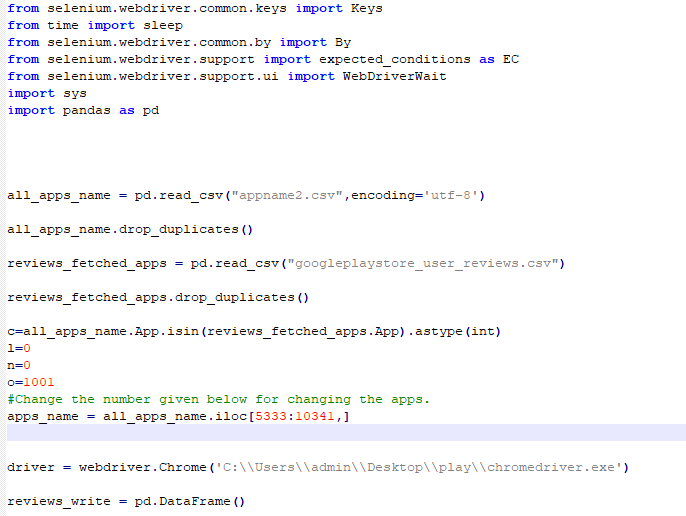 from selenium.webdriver.common.keys import Keys
from time import sleep
from selenium.webdriver.common.by import By
from selenium.webdriver.support import expected_conditions as EC
from selenium.webdriver.support.ui import WebDriverWait
import sys
import pandas as pd
all_apps_name = pd.read_csv("appname2.csv",encoding='utf-8')
all_apps_name.drop_duplicates()
reviews_fetched_apps = pd.read_csv("googleplaystore_user_reviews.csv")
reviews_fetched_apps.drop_duplicates()
c=all_apps_name.App.isin(reviews_fetched_apps.App).astype(int)
l=0
n=0
o=1001
#Change the number given below for changing the apps.
apps_name = all_apps_name.iloc[5333:10341,]
driver = webdriver.Chrome('C:\\Users\\admin\\Desktop\\play\\chromedriver.exe')
reviews_write = pd.DataFrame()